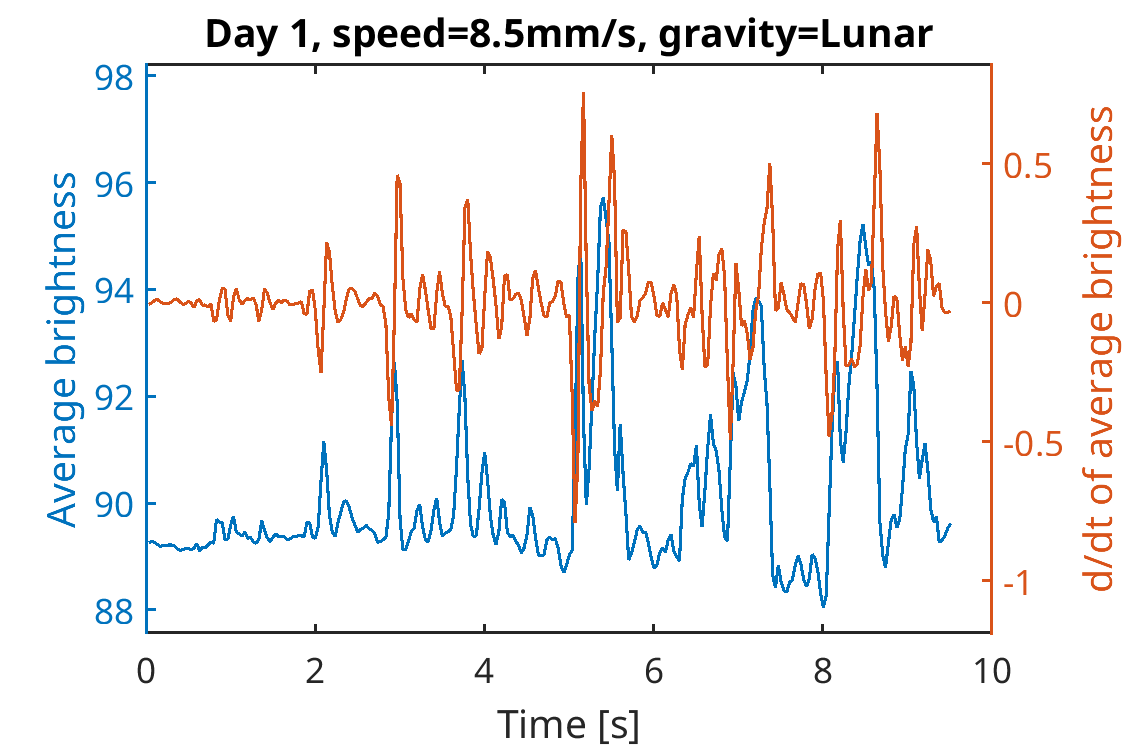 Day 1, speed=8.5mm/s, gravity=Lunar
98
96
94
92
90
88
Average brightness
0.5
0
-0.5
-1
d/dt of average brightness
0 2 4 6 8 10
Time [s]